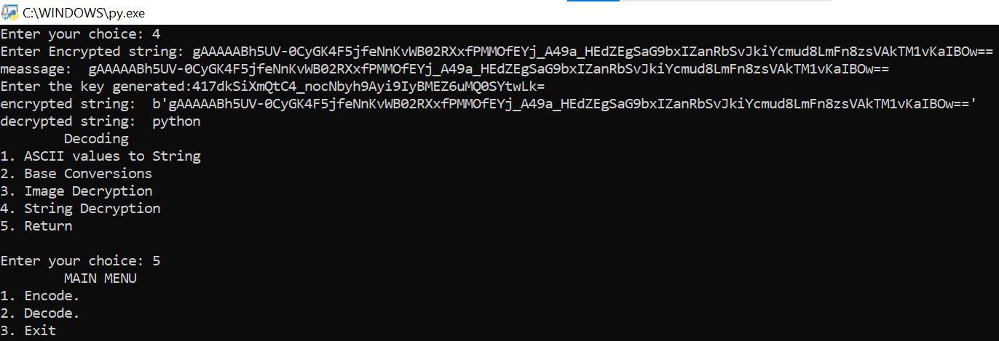 C:\WINDOWS\py.exe
Enter your choice: 4
Enter Encrypted string: gAAAAABh5UV-0CyGK4F5jfeNnKvWB02RXxfPMMOfEYj_A49a_HEdZEgSaG9bxIZanRbSvJkiYcmud8LmFn8zsVAkTM1vKaIBOw==
meassage:  gAAAAABh5UV-0CyGK4F5jfeNnKvWB02RXxfPMMOfEYj_A49a_HEdZEgSaG9bxIZanRbSvJkiYcmud8LmFn8zsVAkTM1vKaIBOw==
Enter the key generated:417dkSiXmQtC4_nocNbyh9Ayi9IyBMEZ6uMQ0SYtwLk=
encrypted string:  b'gAAAAABh5UV-0CyGK4F5jfeNnKvWB02RXxfPMMOfEYj_A49a_HEdZEgSaG9bxIZanRbSvJkiYcmud8LmFn8zsVAkTM1vKaIBOw=='
decrypted string:  python
Decoding
1. ASCII values to String
2. Base Conversions
3. Image Decryption
4. String Decryption
5. Return
Enter your choice: 5
MAIN MENU
1. Encode.
2. Decode.
3. Exit